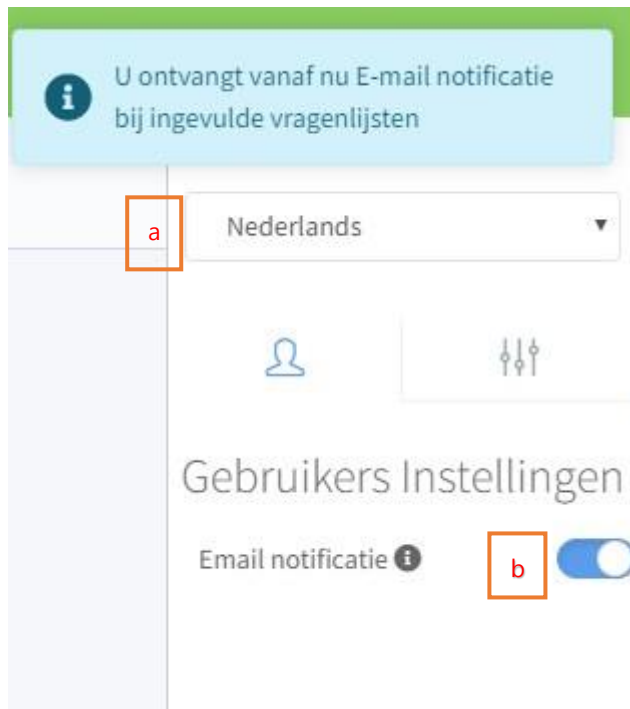 U ontvangt vanaf nu E-mail notificatie
bij ingevulde vragenlijsten
a
Nederlands
Gebruikers Instellingen
Email notificatie
b